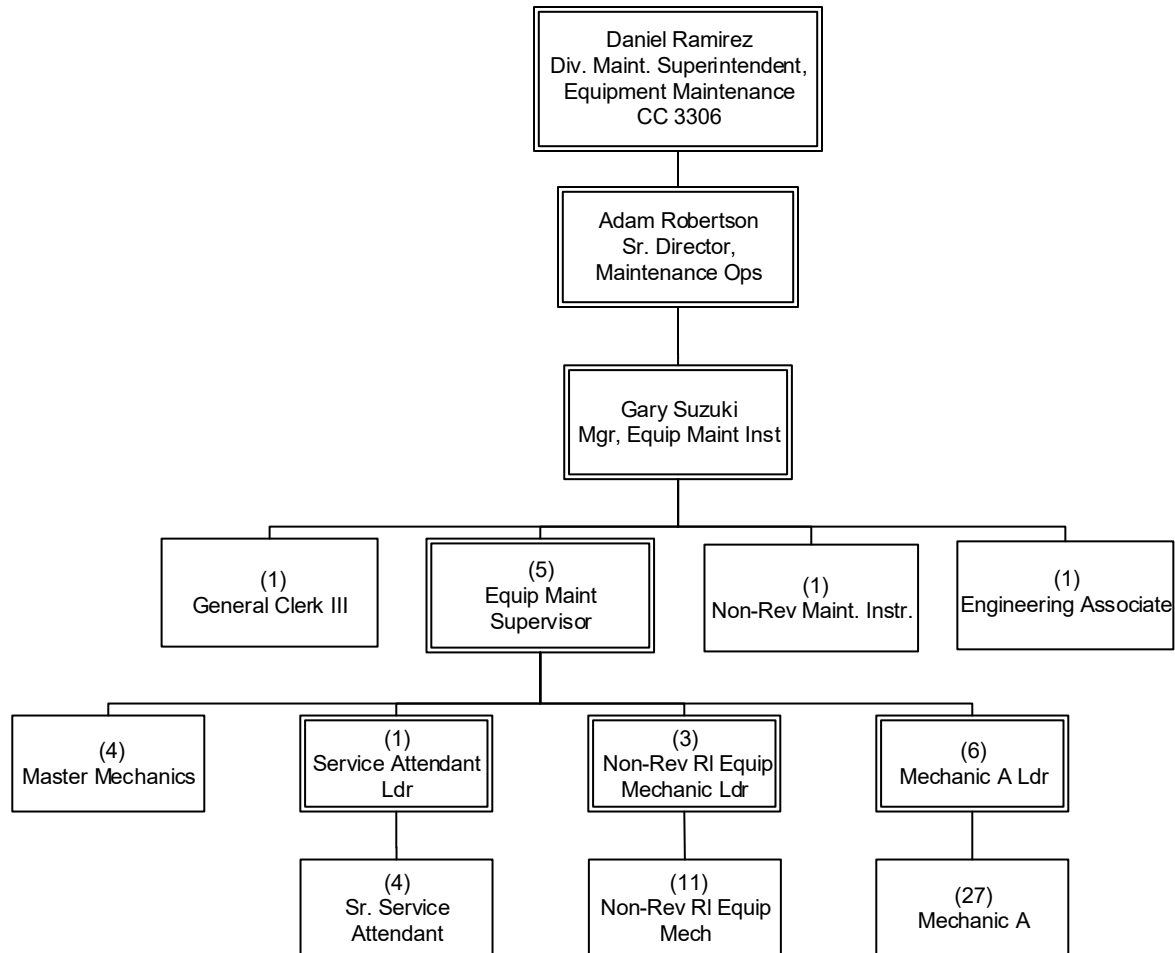 Daniel Ramirez
Div. Maint. Superintendent,
Equipment Maintenance
CC 3306
Adam Robertson
Sr. Director,
Maintenance Ops
Gary Suzuki
Mgr, Equip Maint Inst
(1)
General Clerk III
(5)
Equip Maint
Supervisor
(1)
Non-Rev Maint. Instr.
(1)
Engineering Associate
(4)
Master Mechanics
(1)
Service Attendant
Ldr
(3)
Non-Rev Rl Equip
Mechanic Ldr
(6)
Mechanic A Ldr
(4)
Sr. Service
Attendant
(11)
Non-Rev Rl Equip
Mech
(27)
Mechanic A